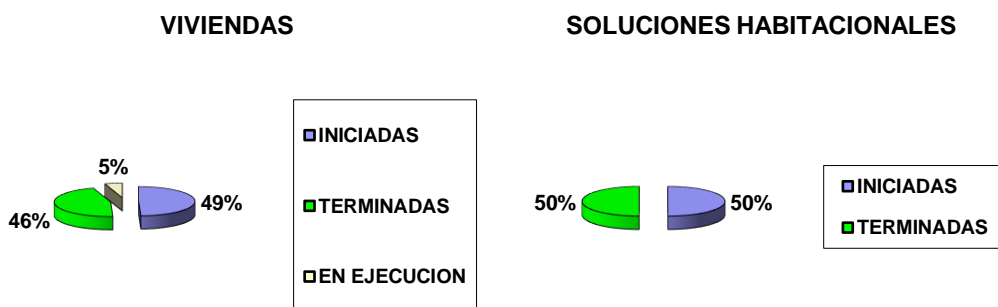 VIVIENDAS
5%
49%
46%
INICIADAS
TERMINADAS
EN EJECUCION
SOLUCIONES HABITACIONALES
50%
50%
INICIADAS
TERMINADAS